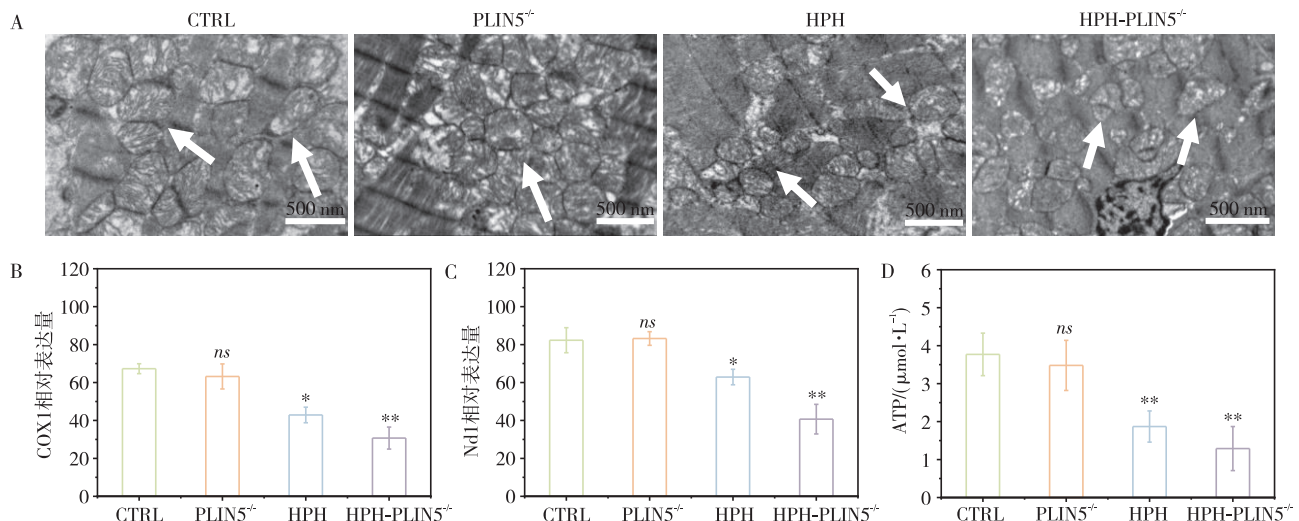 A
CTRL
PLIN5⁻/⁻
HPH
HPH-PLIN5⁻/⁻
500 nm
500 nm
500 nm
500 nm
B
COX1相对表达量
120
100
80
60
40
20
0
ns
*
**
CTRL
PLIN5⁻/⁻
HPH
HPH-PLIN5⁻/⁻
C
Nd1相对表达量
120
100
80
60
40
20
0
ns
*
**
CTRL
PLIN5⁻/⁻
HPH
HPH-PLIN5⁻/⁻
D
ATP/(μmol·L⁻¹)
6
5
4
3
2
1
0
ns
**
**
CTRL
PLIN5⁻/⁻
HPH
HPH-PLIN5⁻/⁻